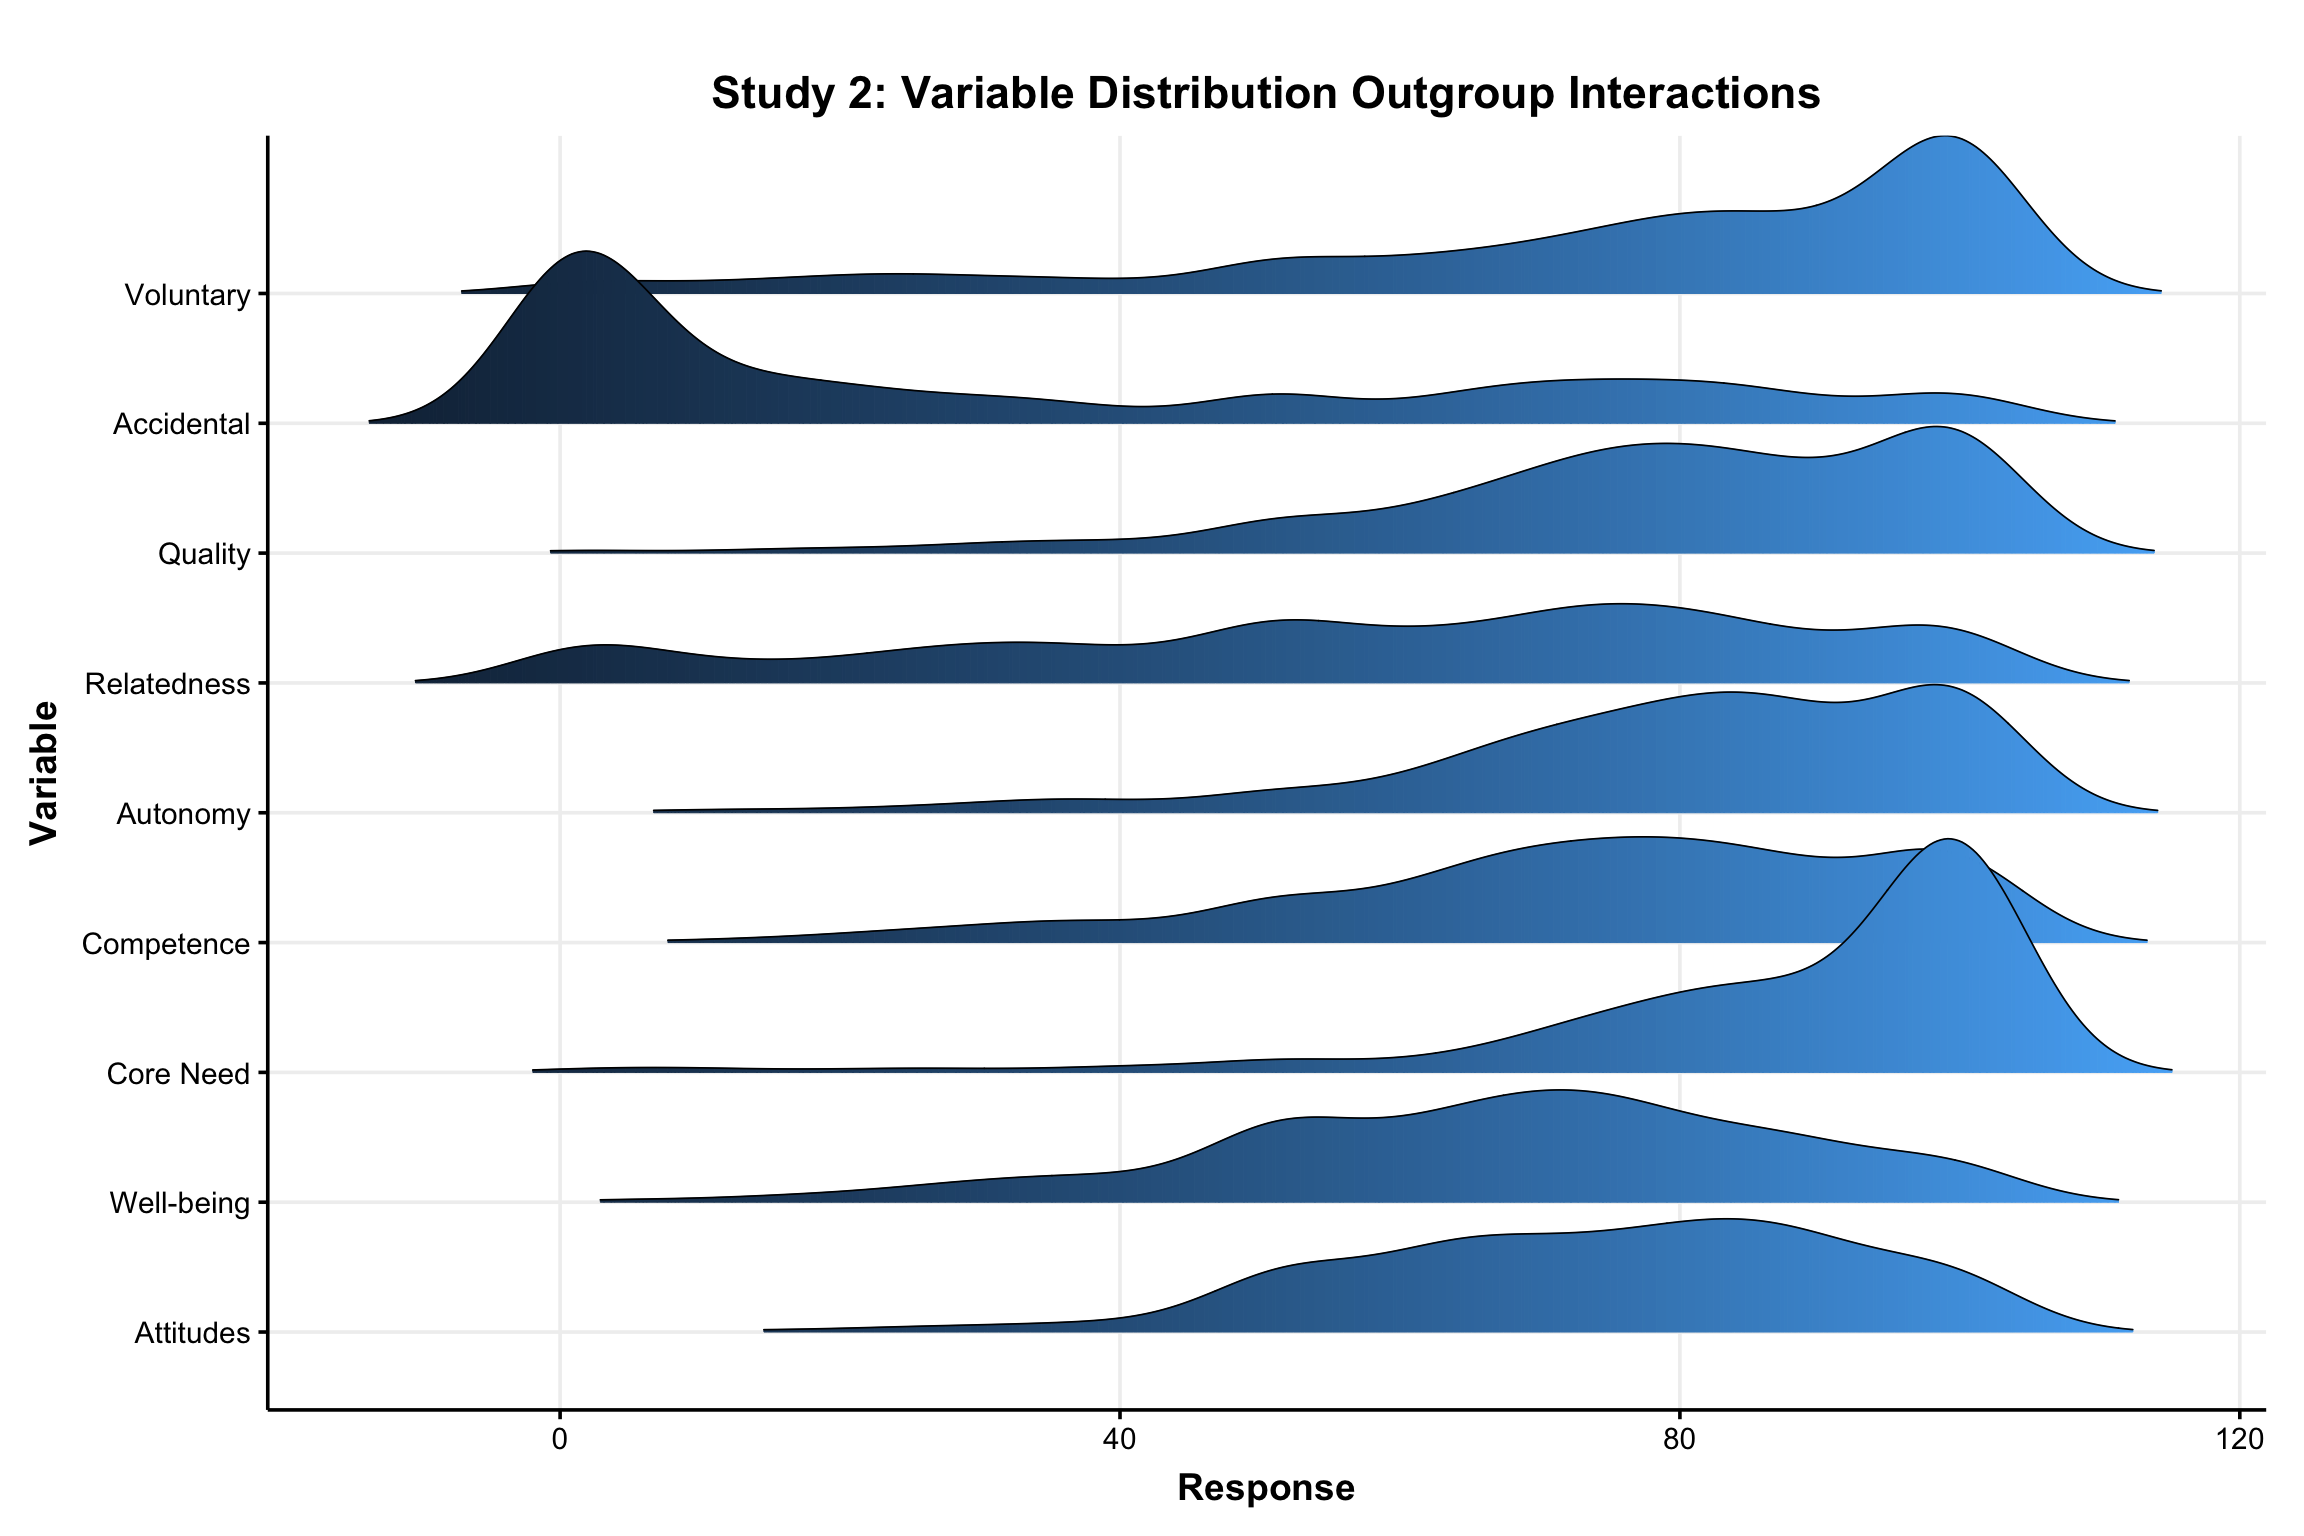 Study 2: Variable Distribution Outgroup Interactions
Variable
Voluntary
Accidental
Quality
Relatedness
Autonomy
Competence
Core Need
Well-being
Attitudes
0 40 80 120
Response